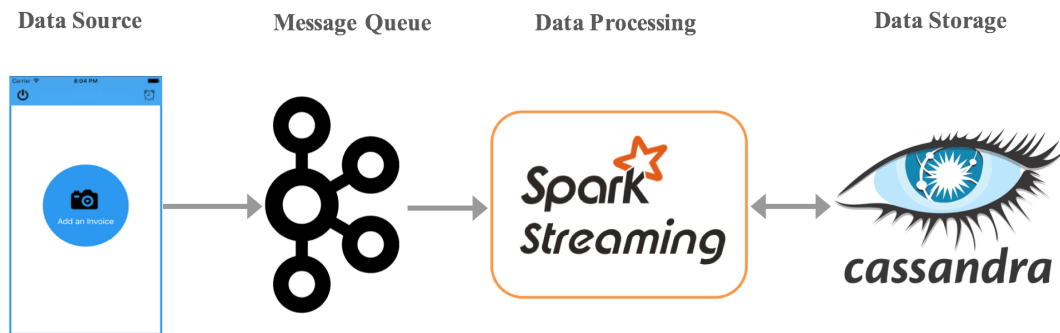 Data Source
Message Queue
Data Processing
Data Storage
Carrier
8:04 PM
Add an Invoice
Spark
Streaming
cassandra